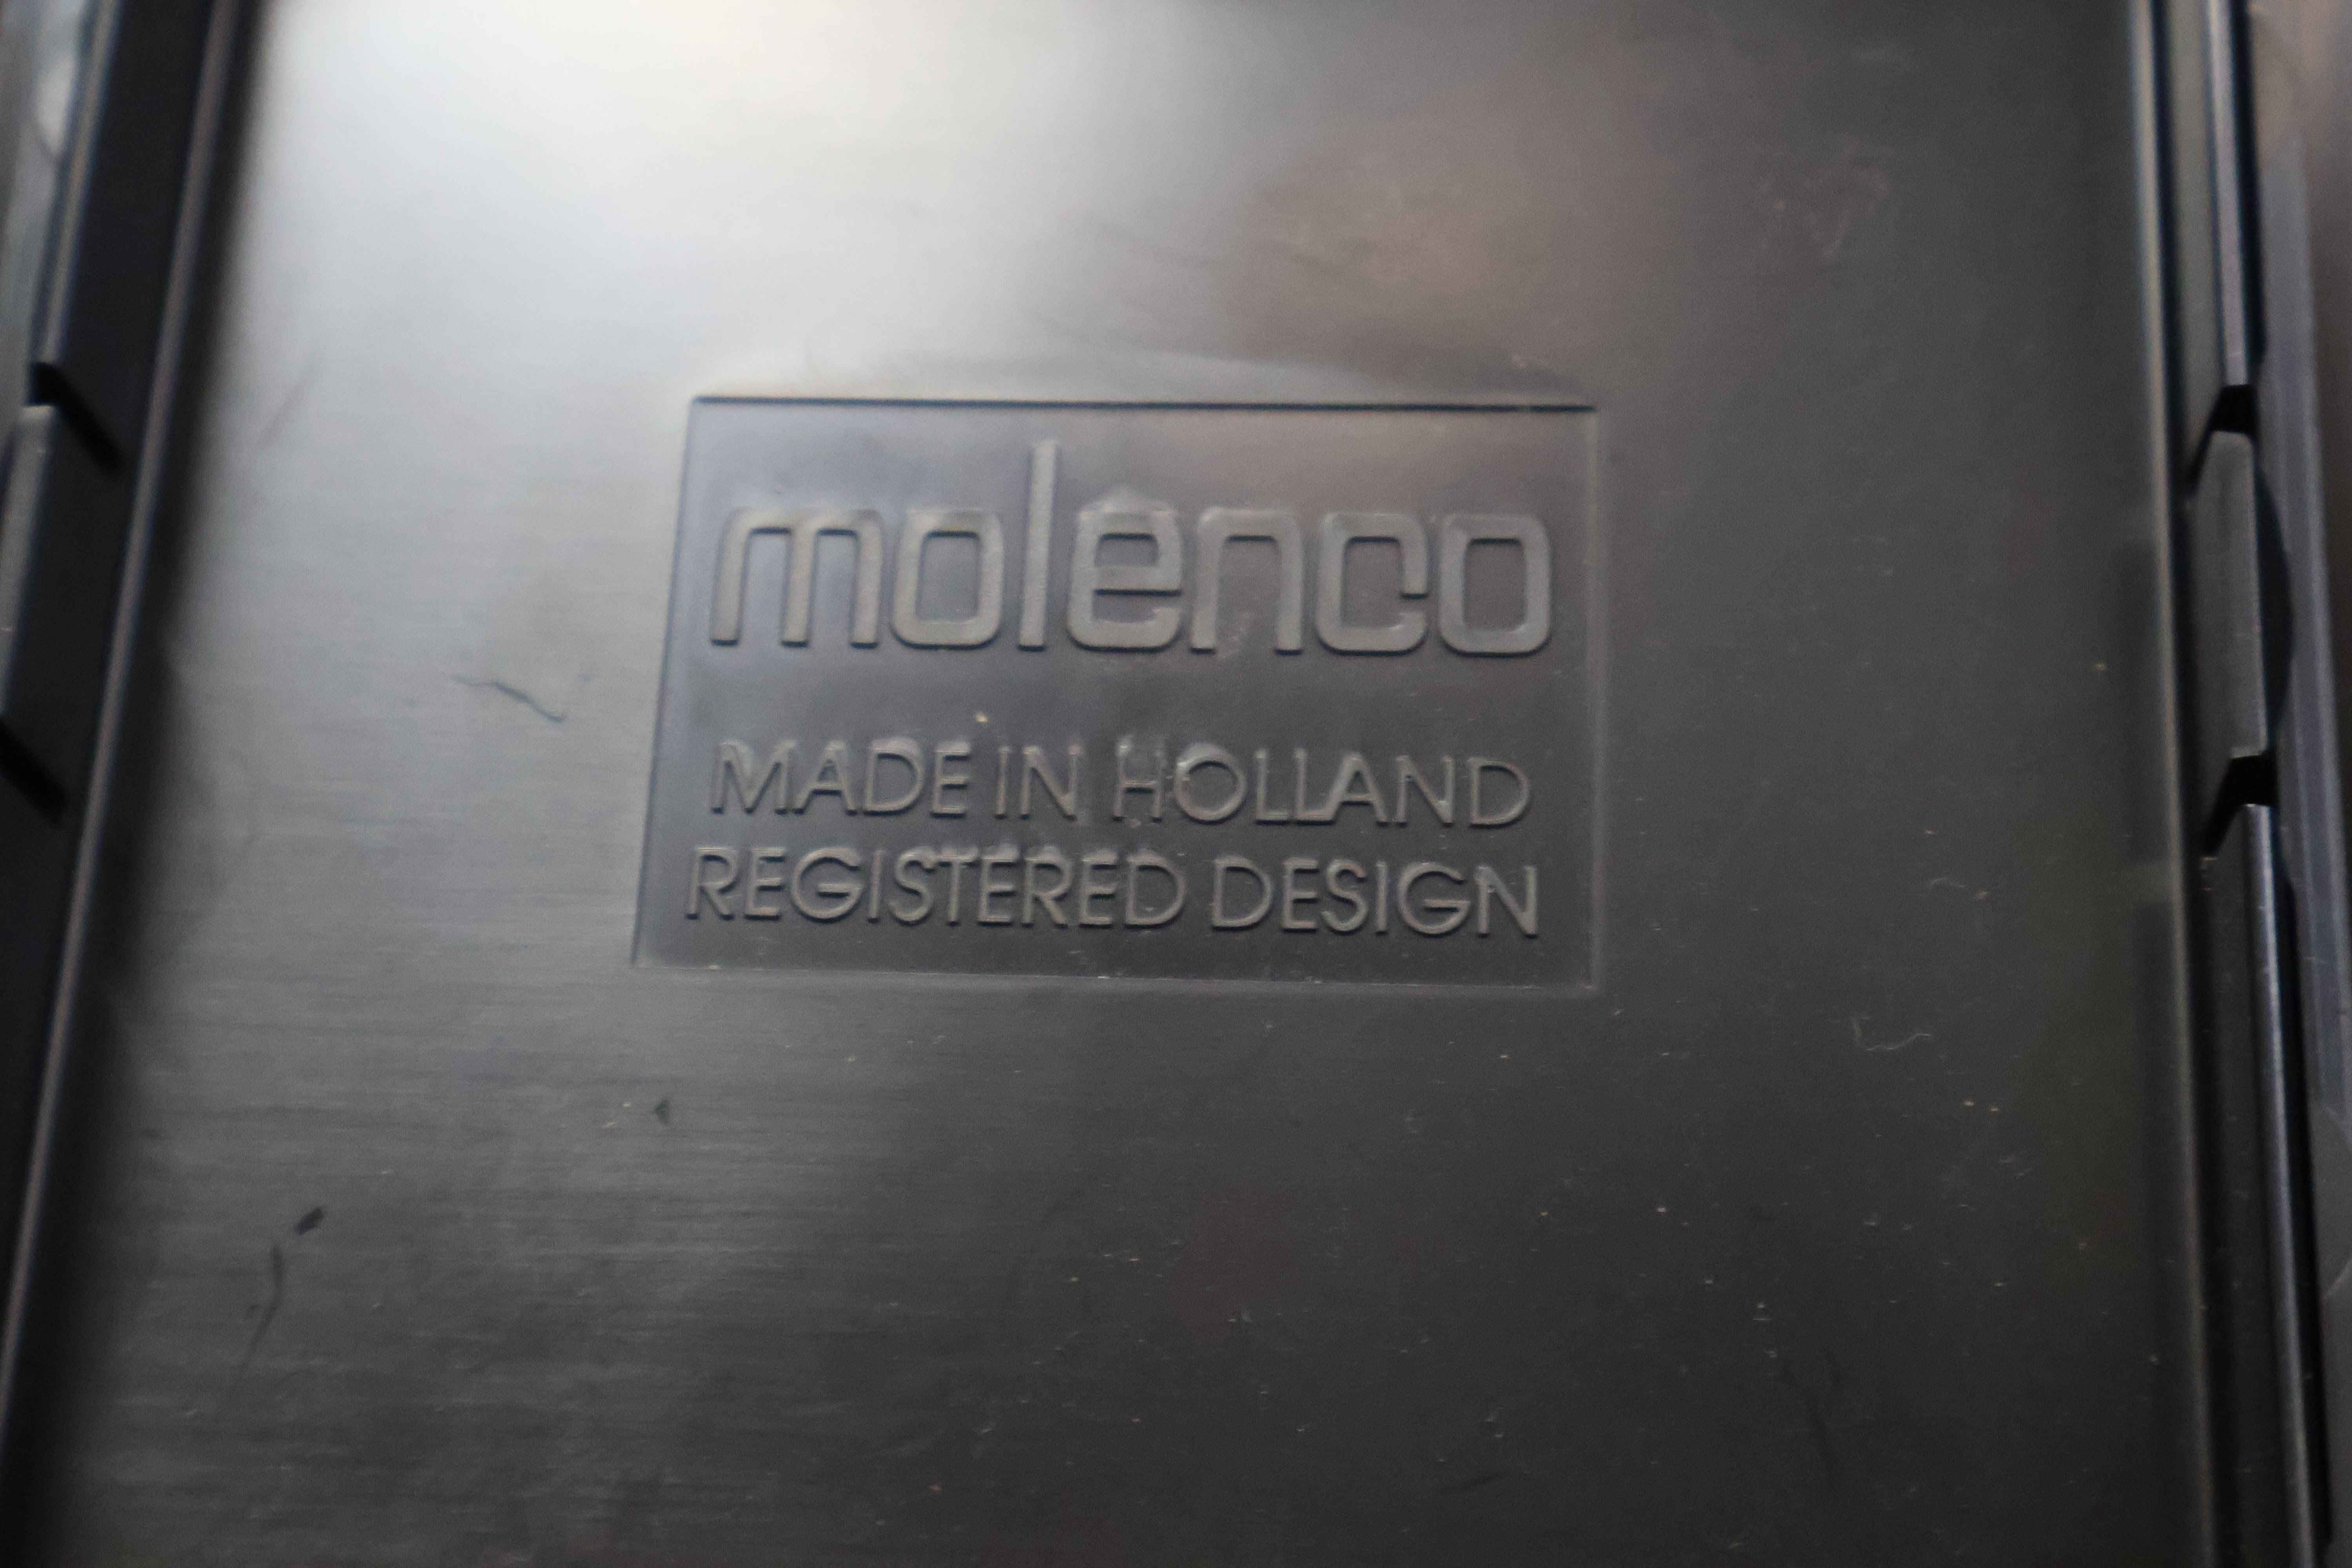 molenco
MADE IN HOLLAND
REGISTERED DESIGN